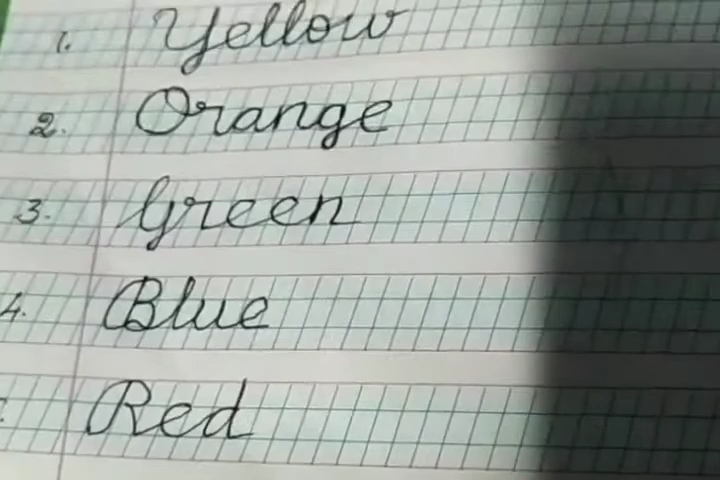 1. Yellow
2. Orange
3. Green
4. Blue
Red